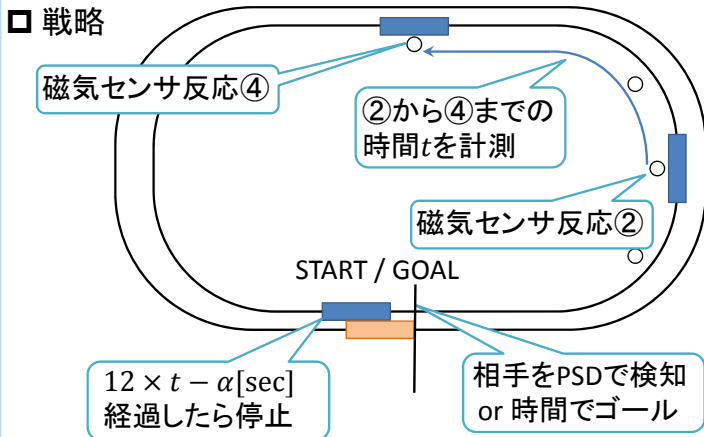 戦略
磁気センサ反応④
②から④までの
時間tを計測
磁気センサ反応②
START / GOAL
12 × t − α[sec]
経過したら停止
相手をPSDで検知
or 時間でゴール